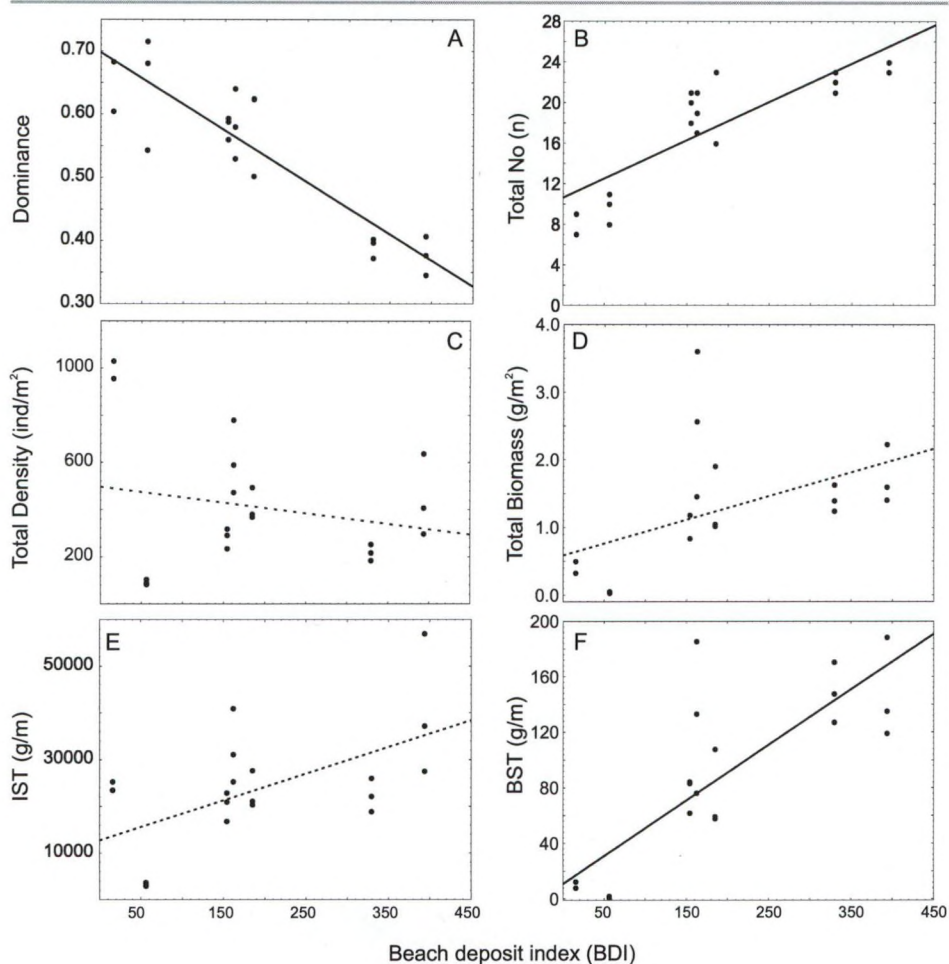 A
Dominance
0.70
0.60
0.50
0.40
0.30
B
Total No (n)
28
24
20
16
12
8
4
0
C
Total Density (ind/m²)
1000
600
200
D
Total Biomass (g/m²)
4.0
3.0
2.0
1.0
0.0
E
IST (g/m)
50000
30000
10000
50 150 250 350 450
F
BST (g/m)
200
160
120
80
40
0
50 150 250 350 450
Beach deposit index (BDI)